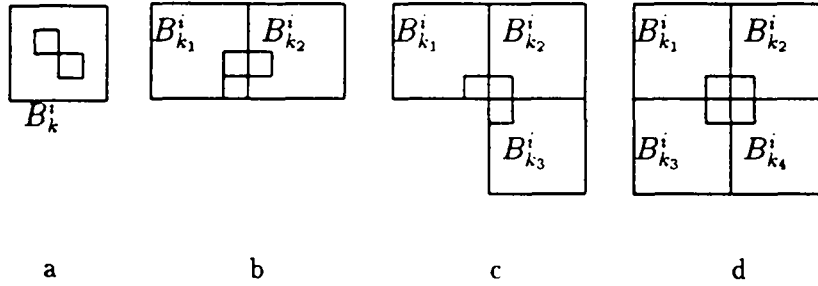 B^i_{k_1} B^i_{k_2} B^i_{k_1} B^i_{k_2} B^i_{k_1} B^i_{k_2}
B^i_k
B^i_{k_3} B^i_{k_3} B^i_{k_4}
a b c d